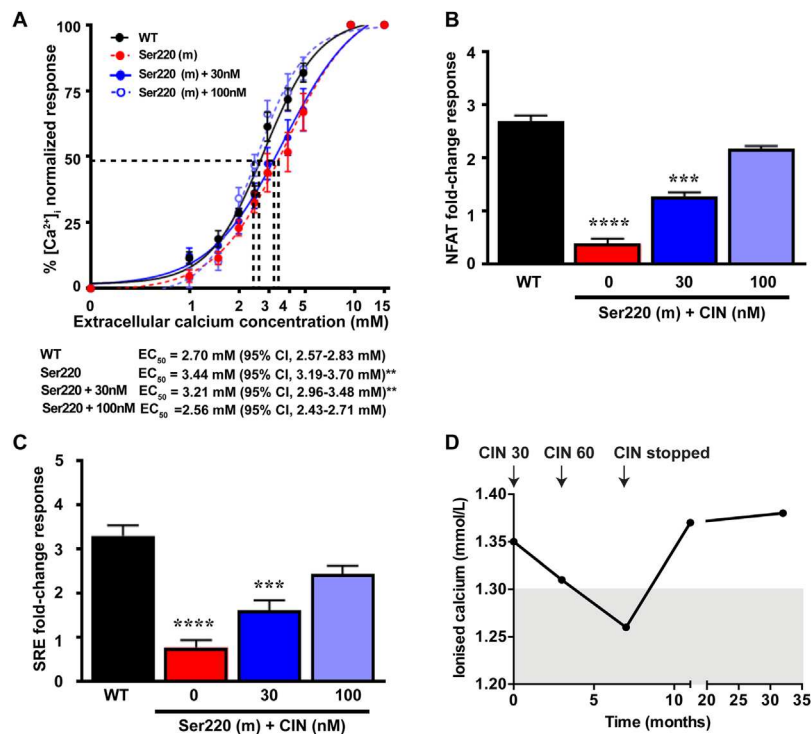 A
% [Ca²⁺]ᵢ normalized response
100
75
50
25
0
WT
Ser220 (m)
Ser220 (m) + 30nM
Ser220 (m) + 100nM
0 1 2 3 4 5 10 15
Extracellular calcium concentration (mM)
WT EC₅₀ = 2.70 mM (95% CI, 2.57-2.83 mM)
Ser220 EC₅₀ = 3.44 mM (95% CI, 3.19-3.70 mM)**
Ser220 + 30nM EC₅₀ = 3.21 mM (95% CI, 2.96-3.48 mM)**
Ser220 + 100nM EC₅₀ =2.56 mM (95% CI, 2.43-2.71 mM)
B
NFAT fold-change response
4
3
2
1
0
****
***
WT 0 30 100
Ser220 (m) + CIN (nM)
C
SRE fold-change response
5
4
3
2
1
0
****
***
WT 0 30 100
Ser220 (m) + CIN (nM)
D
CIN 30 CIN 60 CIN stopped
Ionised calcium (mmol/L)
1.40
1.35
1.30
1.25
1.20
0 5 10 20 25 30 35
Time (months)